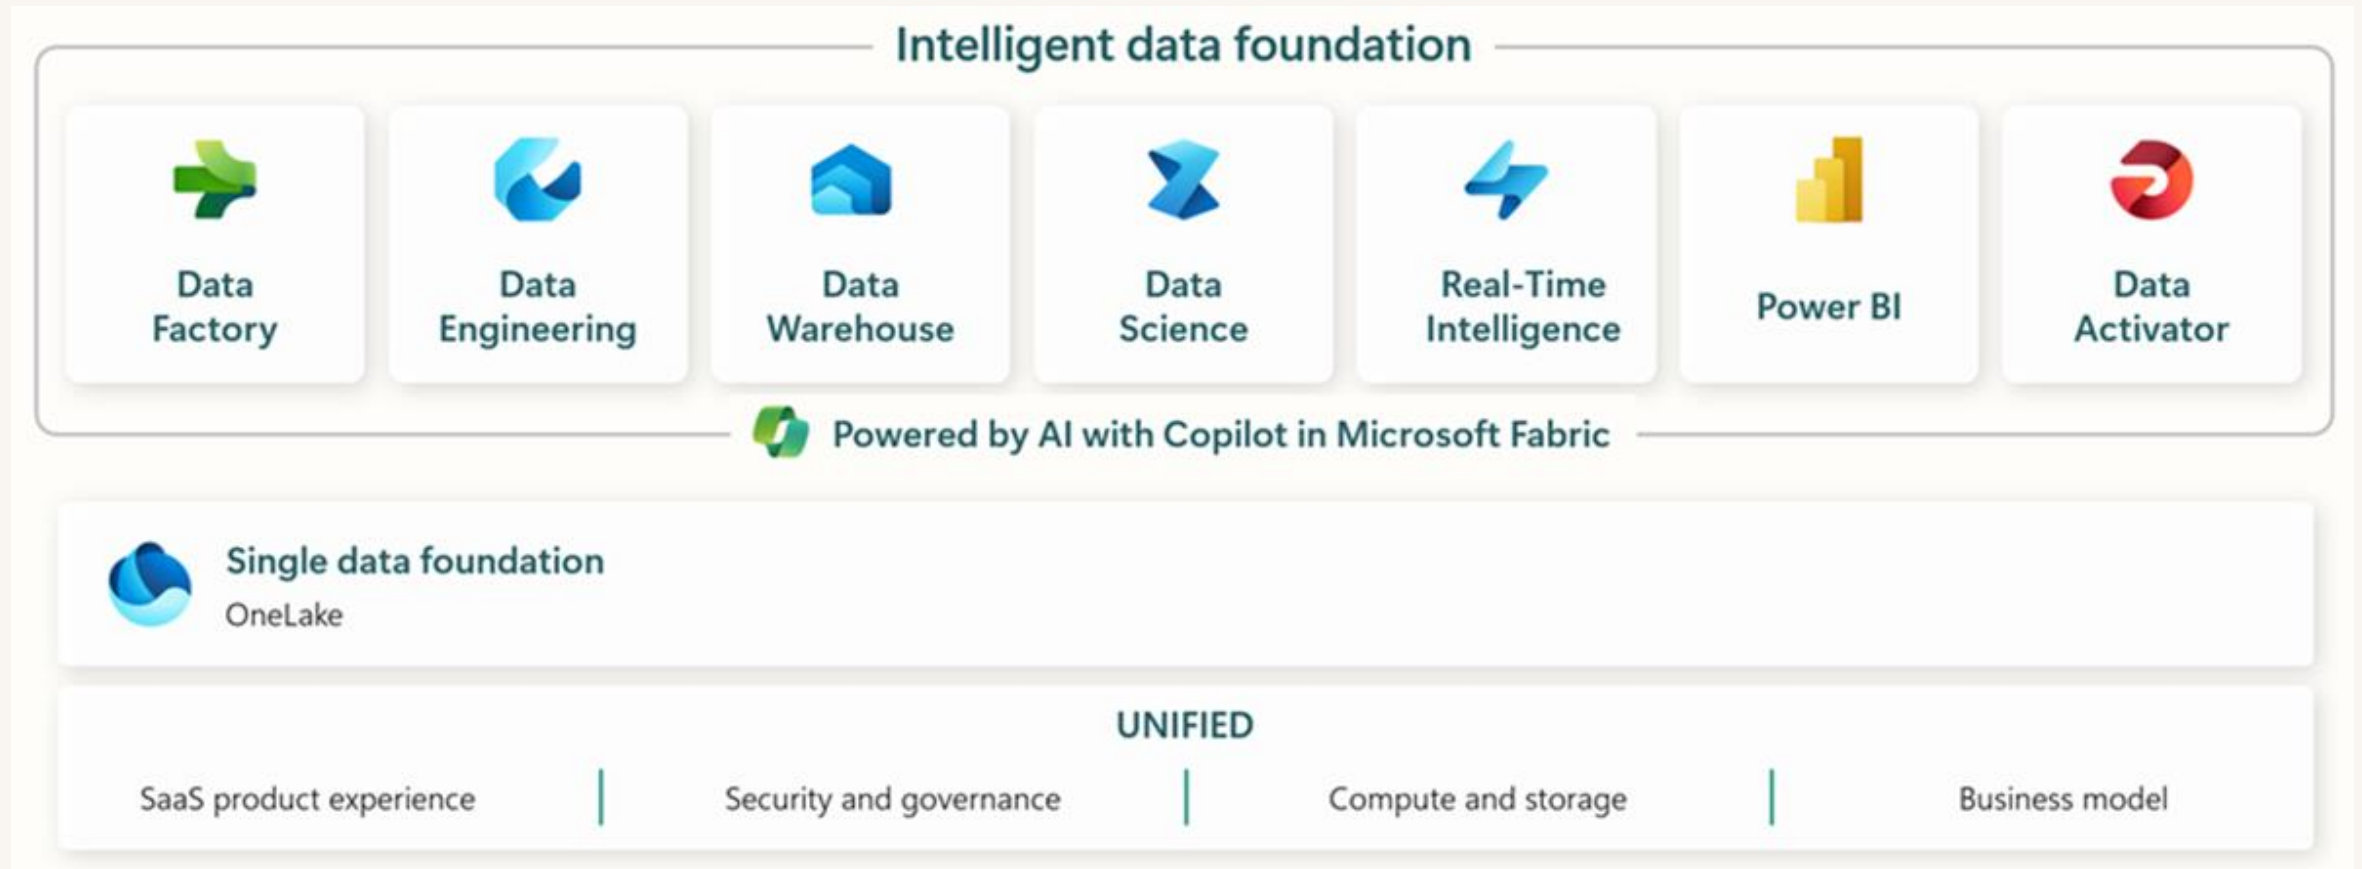 Intelligent data foundation
Data
Factory
Data
Engineering
Data
Warehouse
Data
Science
Real-Time
Intelligence
Power BI
Data
Activator
Powered by AI with Copilot in Microsoft Fabric
Single data foundation
OneLake
UNIFIED
SaaS product experience
Security and governance
Compute and storage
Business model